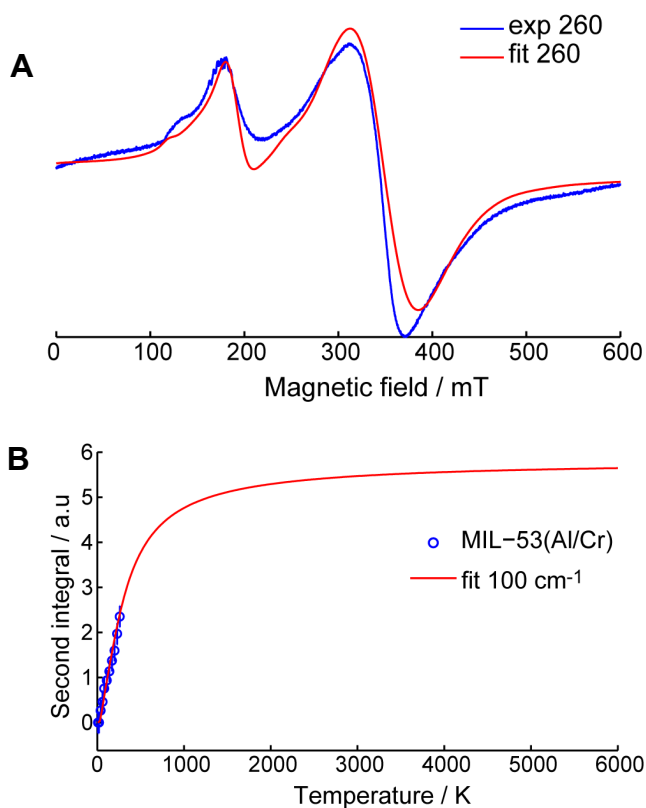 A
exp 260
fit 260
0 100 200 300 400 500 600
Magnetic field / mT
B
6
5
4
3
2
1
0
Second integral / a.u
MIL−53(Al/Cr)
fit 100 cm⁻¹
0 1000 2000 3000 4000 5000 6000
Temperature / K